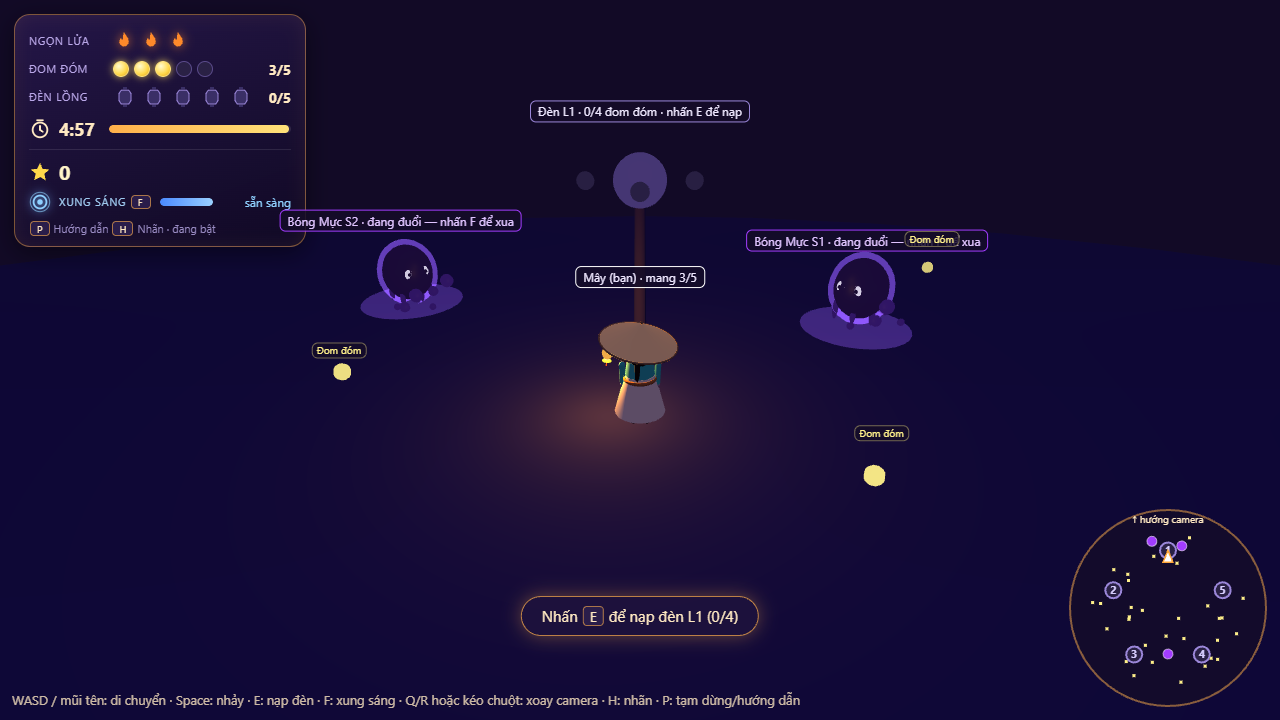 NGỌN LỬA
ĐOM ĐÓM 3/5
ĐÈN LỒNG 0/5
4:57
0
XUNG SÁNG F sẵn sàng
P Hướng dẫn H Nhãn · đang bật
Đèn L1 · 0/4 đom đóm · nhấn E để nạp
Bóng Mực S2 · đang đuổi — nhấn F để xua
Bóng Mực S1 · đang đuổi — xua
Đom đóm
Mây (bạn) · mang 3/5
Đom đóm
Đom đóm
↑ hướng camera
1
2
5
3
4
Nhấn E để nạp đèn L1 (0/4)
WASD / mũi tên: di chuyển · Space: nhảy · E: nạp đèn · F: xung sáng · Q/R hoặc kéo chuột: xoay camera · H: nhãn · P: tạm dừng/hướng dẫn